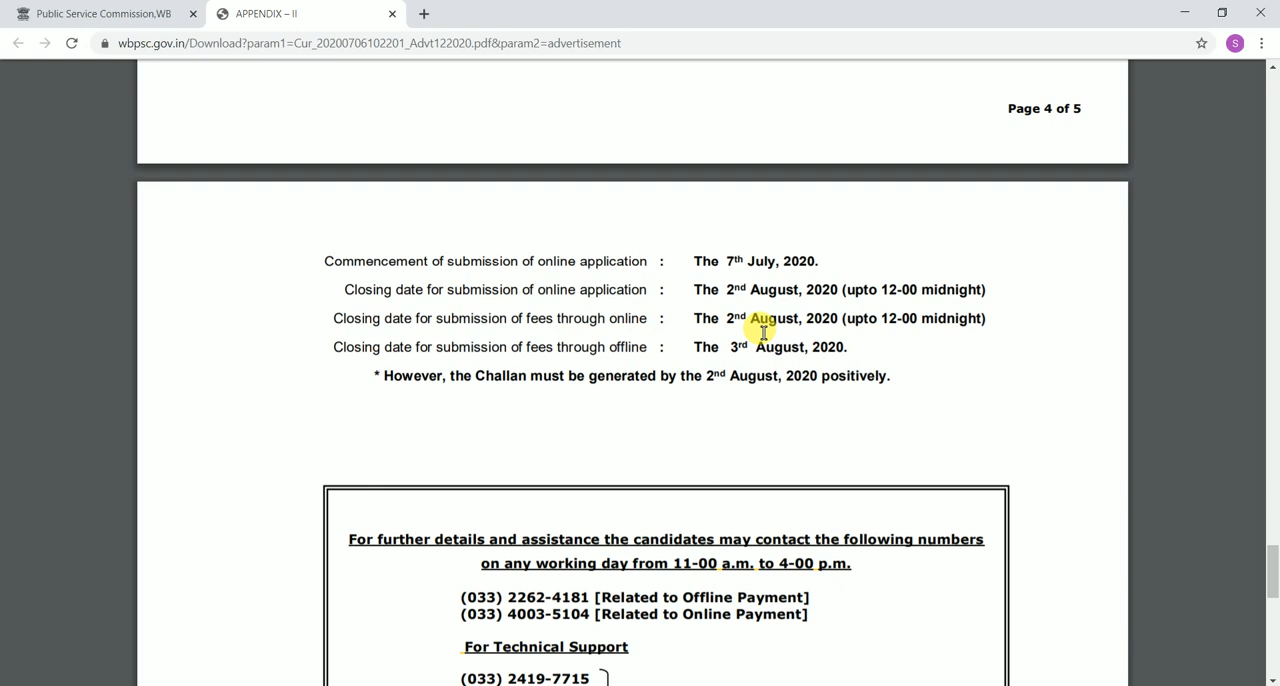 Public Service Commission,WB
APPENDIX – II
wbpsc.gov.in/Download?param1=Cur_20200706102201_Advt122020.pdf&param2=advertisement
S
Page 4 of 5
Commencement of submission of online application : The 7th July, 2020.
Closing date for submission of online application : The 2nd August, 2020 (upto 12-00 midnight)
Closing date for submission of fees through online : The 2nd August, 2020 (upto 12-00 midnight)
Closing date for submission of fees through offline : The 3rd August, 2020.
* However, the Challan must be generated by the 2nd August, 2020 positively.
For further details and assistance the candidates may contact the following numbers
on any working day from 11-00 a.m. to 4-00 p.m.
(033) 2262-4181 [Related to Offline Payment]
(033) 4003-5104 [Related to Online Payment]
For Technical Support
(033) 2419-7715